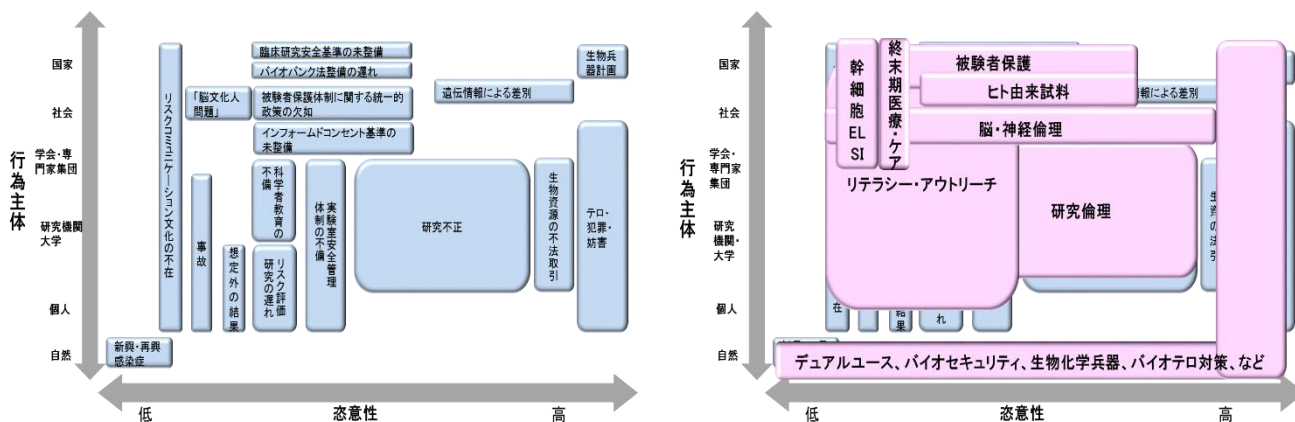 国家
社会
学会・専
門家集団
研究機関
大学
個人
自然
行為主体
低
恣意性
高
リスクコミュニケーション文化の不在
臨床研究安全基準の未整備
バイオバンク法整備の遅れ
「脳文化人
問題」
被験者保護体制に関する統一的
政策の欠如
インフォームドコンセント基準の
未整備
遺伝情報による差別
生物兵
器計画
事故
想定外の結果
科学者教育の
不備
リスク評価
研究の遅れ
実験室安全管理
体制の不備
研究不正
生物資源の不法取引
テロ・
犯罪・
妨害
新興・再興
感染症
国家
社会
学会・
専門家
集団
研究
機関・
大学
個人
自然
行為主体
低
恣意性
高
幹細胞ELSI
終末期医療・ケア
被験者保護
ヒト由来試料
情報による差別
脳・神経倫理
リテラシー・アウトリーチ
研究倫理
在
結果
れ
デュアルユース、バイオセキュリティ、生物化学兵器、バイオテロ対策、など